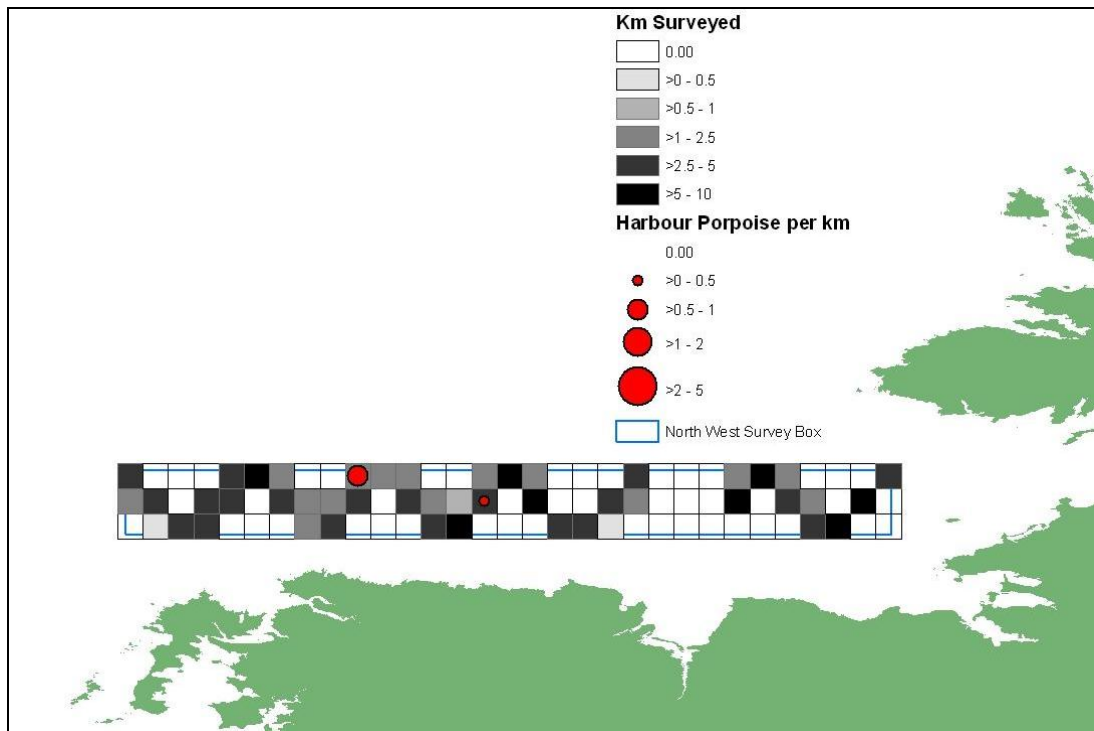 Km Surveyed
0.00
>0 - 0.5
>0.5 - 1
>1 - 2.5
>2.5 - 5
>5 - 10
Harbour Porpoise per km
0.00
>0 - 0.5
>0.5 - 1
>1 - 2
>2 - 5
North West Survey Box